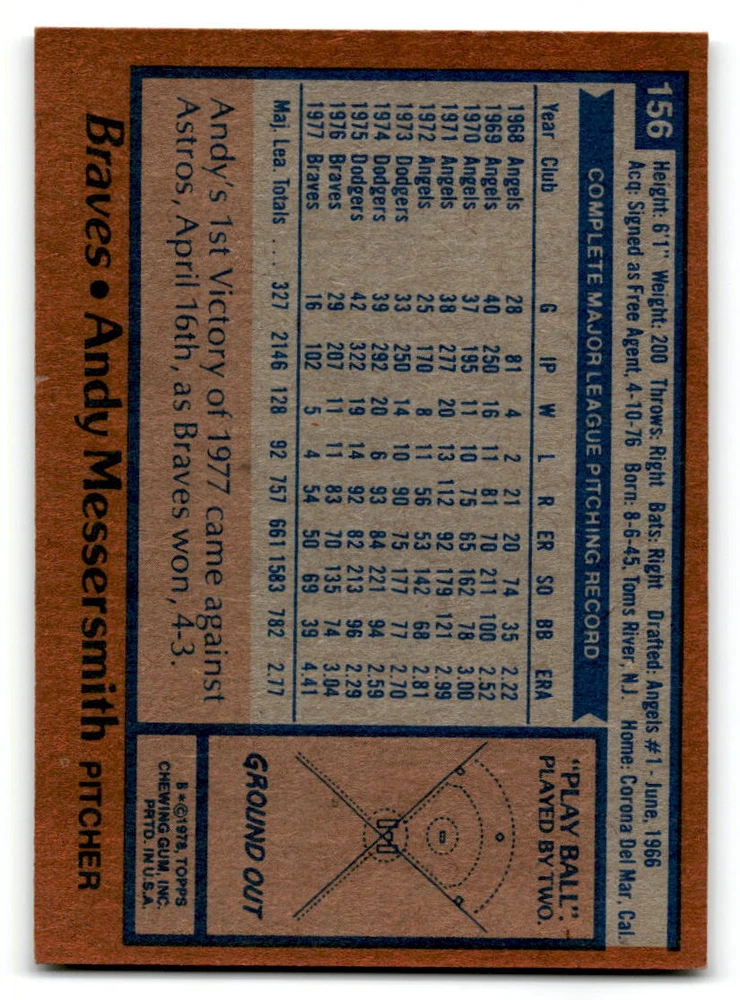 156
Height: 6'1" Weight: 200 Throws: Right Bats: Right Drafted: Angels #1 - June, 1966
Acq: Signed as Free Agent, 4-10-76 Born: 8-6-45, Toms River, N.J. Home: Corona Del Mar, Cal.
COMPLETE MAJOR LEAGUE PITCHING RECORD
Year Club G IP W L R ER SO BB ERA
1968 Angels 28 81 4 2 21 20 74 35 2.22
1969 Angels 40 250 16 11 81 70 211 100 2.52
1970 Angels 37 195 11 10 75 65 162 78 3.00
1971 Angels 38 277 20 13 112 92 179 121 2.99
1972 Angels 25 170 8 11 56 53 142 68 2.81
1973 Dodgers 33 250 14 10 90 75 177 77 2.70
1974 Dodgers 39 292 20 6 93 84 221 94 2.59
1975 Dodgers 42 322 19 14 92 82 213 96 2.29
1976 Braves 29 207 11 11 83 70 135 74 3.04
1977 Braves 16 102 5 4 54 50 69 39 4.41
Maj. Lea. Totals .... 327 2146 128 92 757 661 1583 782 2.77
Andy's 1st Victory of 1977 came against
Astros, April 16th, as Braves won, 4-3.
"PLAY BALL"
PLAYED BY TWO.
GROUND OUT
B*©1978, TOPPS
CHEWING GUM, INC.
PRTD. IN U.S.A.
Braves • Andy Messersmith PITCHER